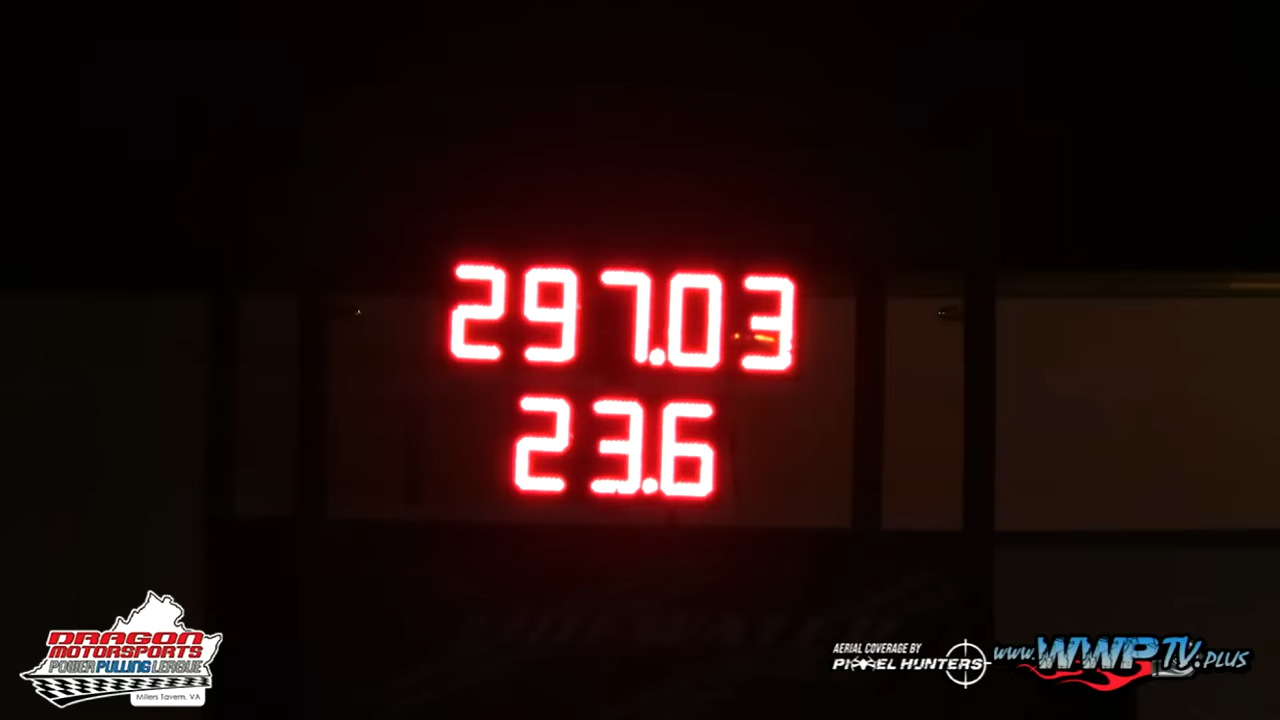 297.03
23.6
DRAGON
MOTORSPORTS
POWER PULLING LEAGUE
Millers Tavern, VA
AERIAL COVERAGE BY
PIXEL HUNTERS
www.WWPTV.PLUS